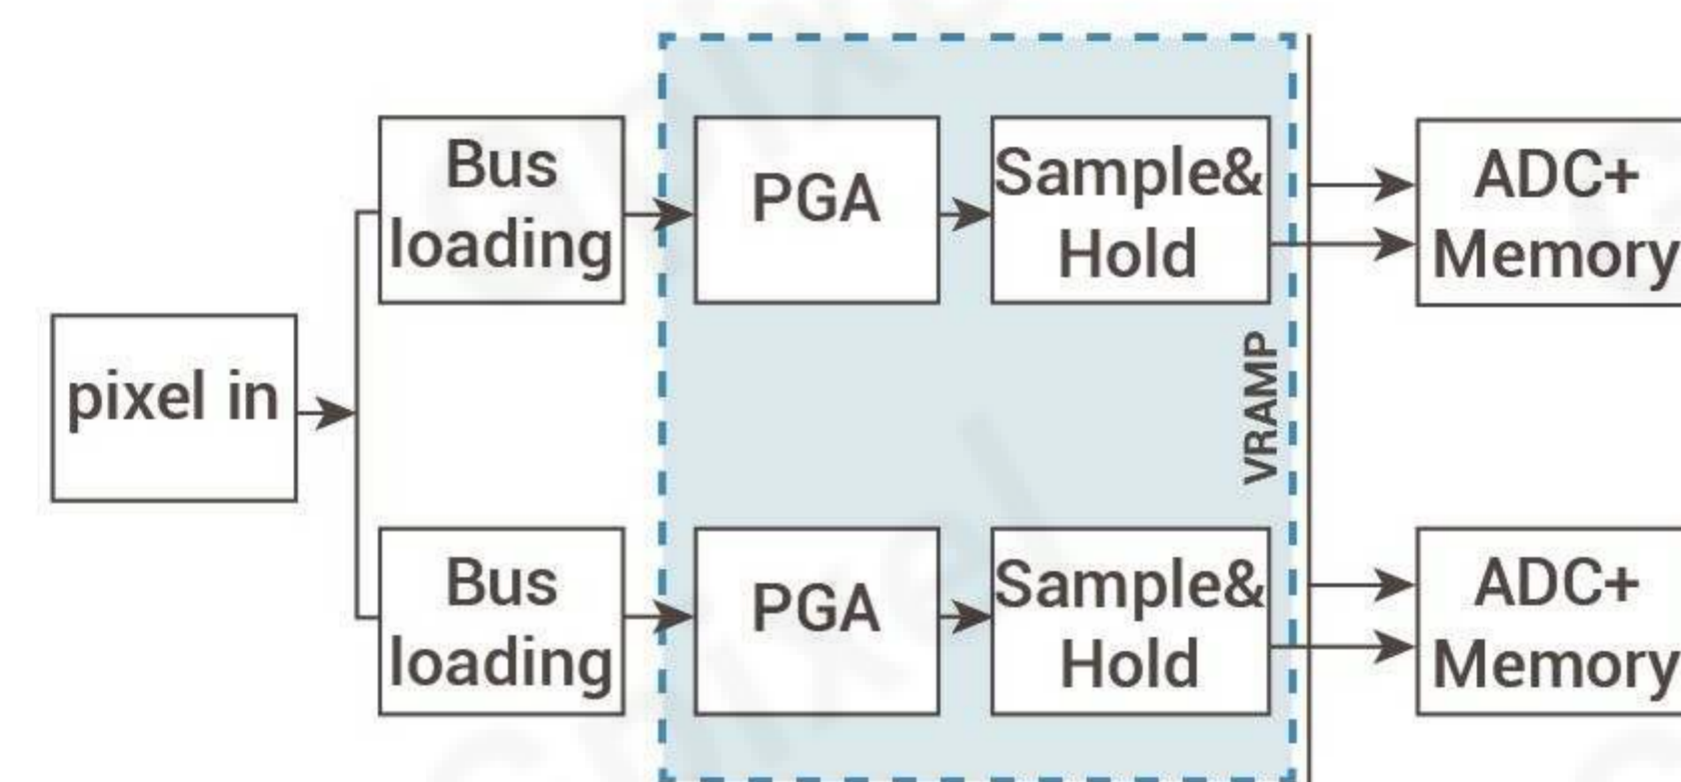 Bus
loading
PGA
Sample&
Hold
ADC+
Memory
pixel in
VRAMP
Bus
loading
PGA
Sample&
Hold
ADC+
Memory